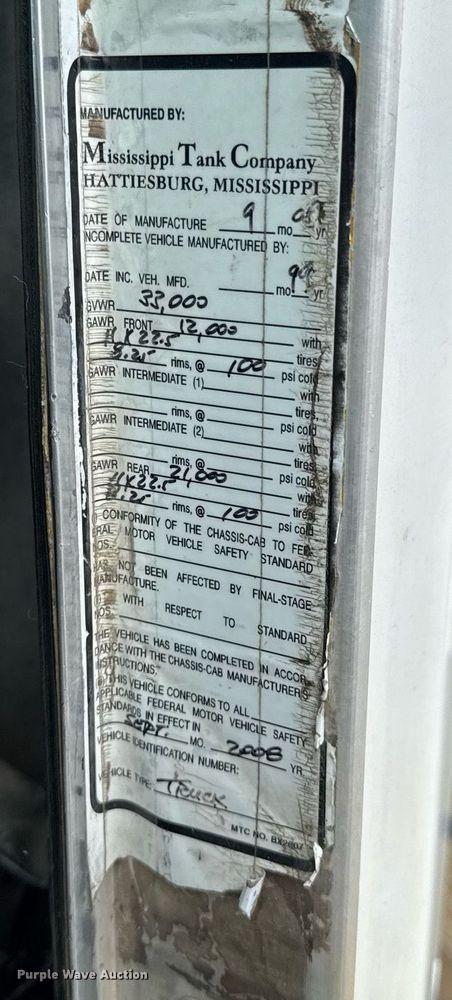 MANUFACTURED BY:
Mississippi Tank Company
HATTIESBURG, MISSISSIPPI
DATE OF MANUFACTURE 9 mo. yr.
INCOMPLETE VEHICLE MANUFACTURED BY:
DATE INC. VEH. MFD. mo. yr.
GVWR 33,000
GAWR FRONT 12,000 with
11X22.5 tires,
8.25 rims, @ 100 psi cold
GAWR INTERMEDIATE (1) with
tires,
rims, @ psi cold
GAWR INTERMEDIATE (2) with
tires,
rims, @ psi cold
GAWR REAR 21,000 with
11X22.5 tires
8.25 rims, @ 100 psi cold
CONFORMITY OF THE CHASSIS-CAB TO FED-
ERAL MOTOR VEHICLE SAFETY STANDARD
NOS.
HAS NOT BEEN AFFECTED BY FINAL-STAGE
MANUFACTURE.
WITH RESPECT TO STANDARD
NOS.
THE VEHICLE HAS BEEN COMPLETED IN ACCOR-
DANCE WITH THE CHASSIS-CAB MANUFACTURER'S
INSTRUCTIONS."
THIS VEHICLE CONFORMS TO ALL
APPLICABLE FEDERAL MOTOR VEHICLE SAFETY
STANDARDS IN EFFECT IN
Sept. MO. 2008 YR.
VEHICLE IDENTIFICATION NUMBER:
VEHICLE TYPE: Truck
MTC NO. BX2607
Purple Wave Auction